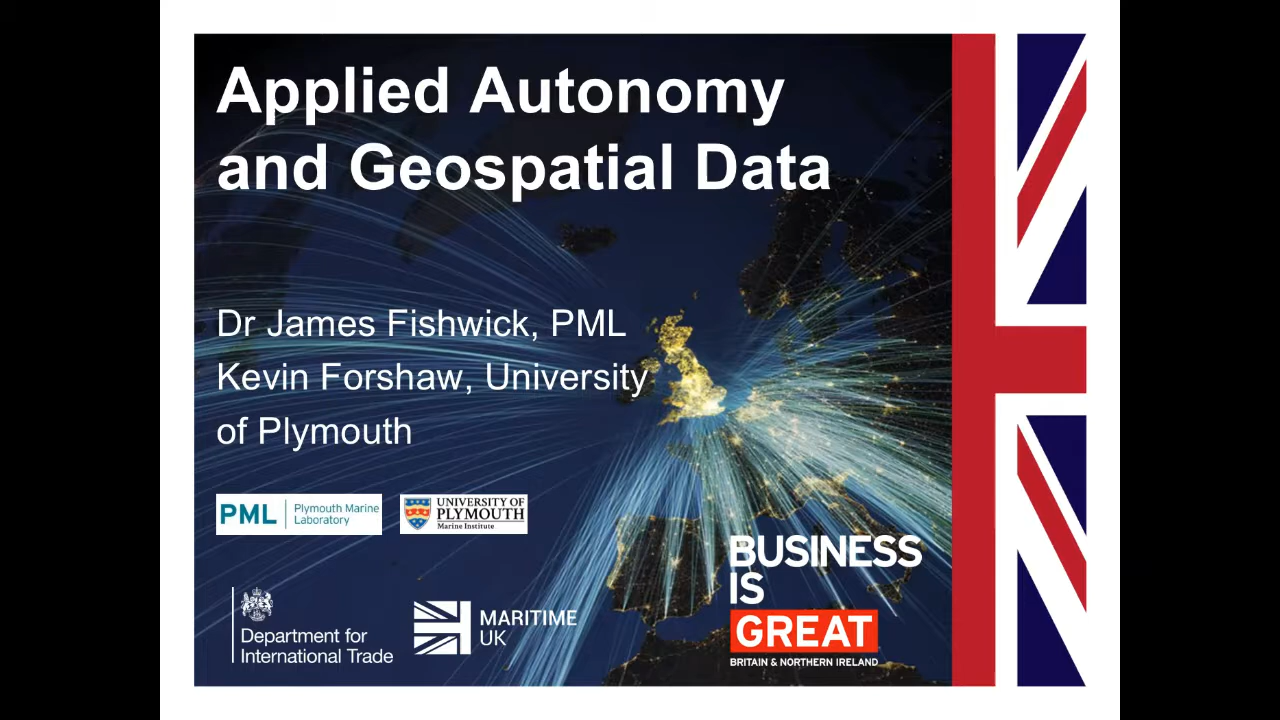 Applied Autonomy
and Geospatial Data
Dr James Fishwick, PML
Kevin Forshaw, University
of Plymouth
PML | Plymouth Marine
Laboratory
UNIVERSITY OF
PLYMOUTH
Marine Institute
Department for
International Trade
MARITIME
UK
BUSINESS
IS
GREAT
BRITAIN & NORTHERN IRELAND